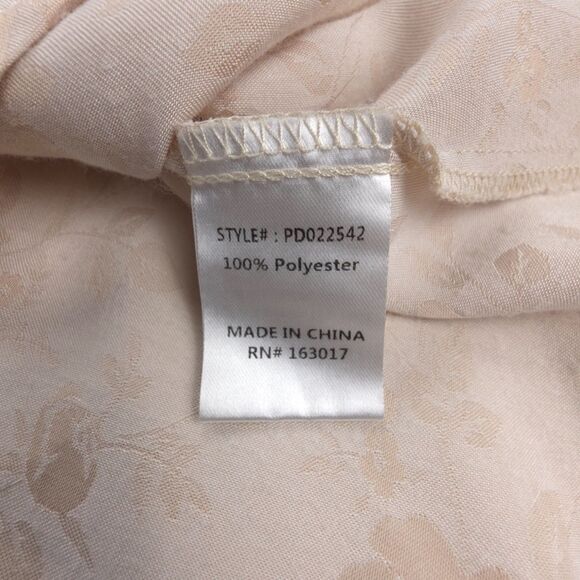 STYLE# : PD022542
100% Polyester
MADE IN CHINA
RN# 163017